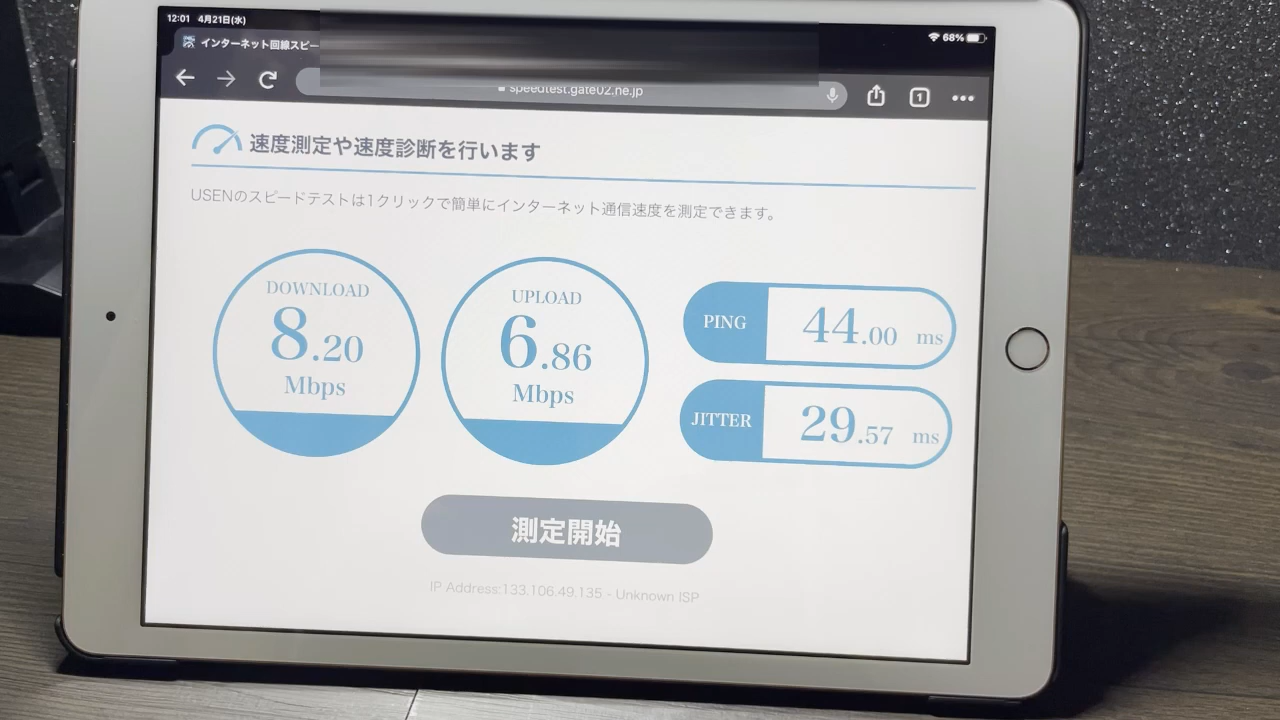 12:01 4月21日(水)
68%
インターネット回線スピー
speedtest.gate02.ne.jp
1
速度測定や速度診断を行います
USENのスピードテストは1クリックで簡単にインターネット通信速度を測定できます。
DOWNLOAD
8.20
Mbps
UPLOAD
6.86
Mbps
PING
44.00 ms
JITTER
29.57 ms
測定開始
IP Address:133.106.49.135 - Unknown ISP